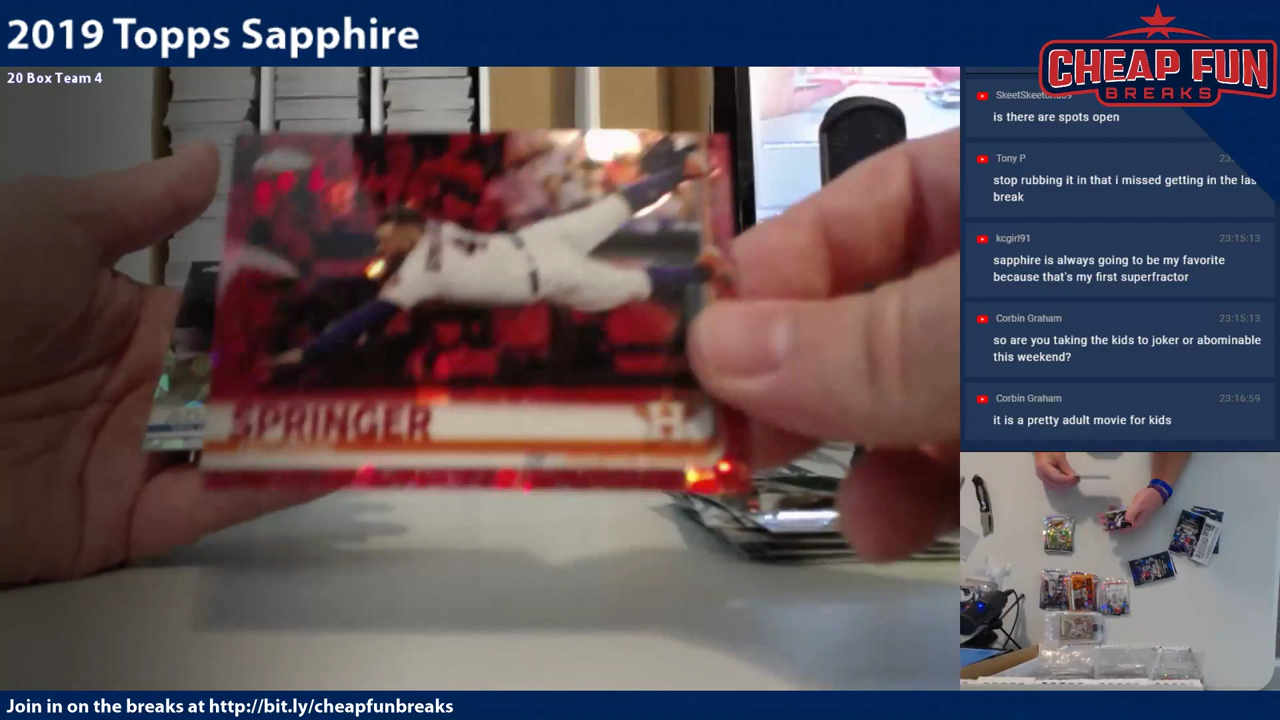 2019 Topps Sapphire
20 Box Team 4
CHEAP FUN
BREAKS
is there are spots open
Tony P
stop rubbing it in that i missed getting in the las
break
kcgirl91 23:15:13
sapphire is always going to be my favorite
because that's my first superfractor
Corbin Graham 23:15:13
so are you taking the kids to joker or abominable
this weekend?
Corbin Graham 23:16:59
it is a pretty adult movie for kids
SPRINGER
H
Join in on the breaks at http://bit.ly/cheapfunbreaks